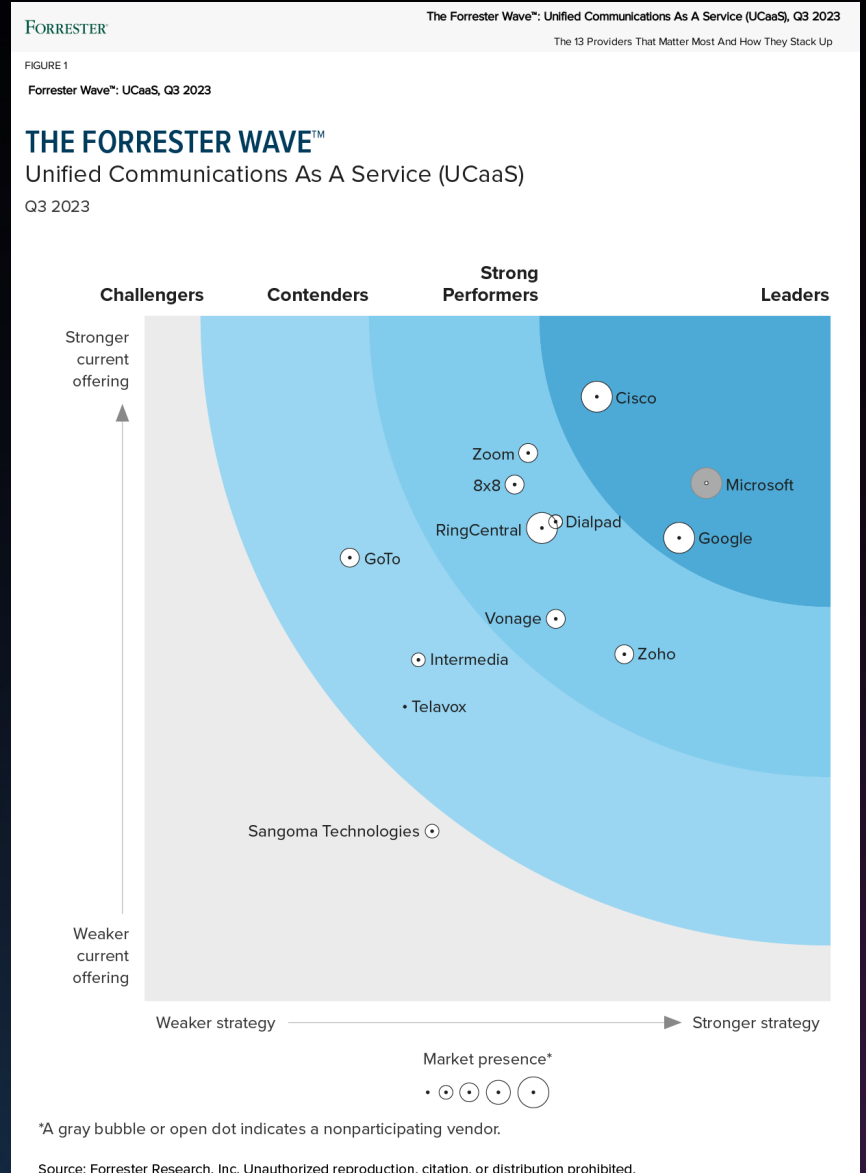 FORRESTER®
The Forrester Wave™: Unified Communications As A Service (UCaaS), Q3 2023
The 13 Providers That Matter Most And How They Stack Up
FIGURE 1
Forrester Wave™: UCaaS, Q3 2023
THE FORRESTER WAVE™
Unified Communications As A Service (UCaaS)
Q3 2023
Challengers
Contenders
Strong
Performers
Leaders
Stronger
current
offering
Cisco
Zoom
8x8
Microsoft
RingCentral
Dialpad
Google
GoTo
Vonage
Zoho
Intermedia
Telavox
Sangoma Technologies
Weaker
current
offering
Weaker strategy
Stronger strategy
Market presence*
*A gray bubble or open dot indicates a nonparticipating vendor.
Source: Forrester Research, Inc. Unauthorized reproduction, citation, or distribution prohibited.